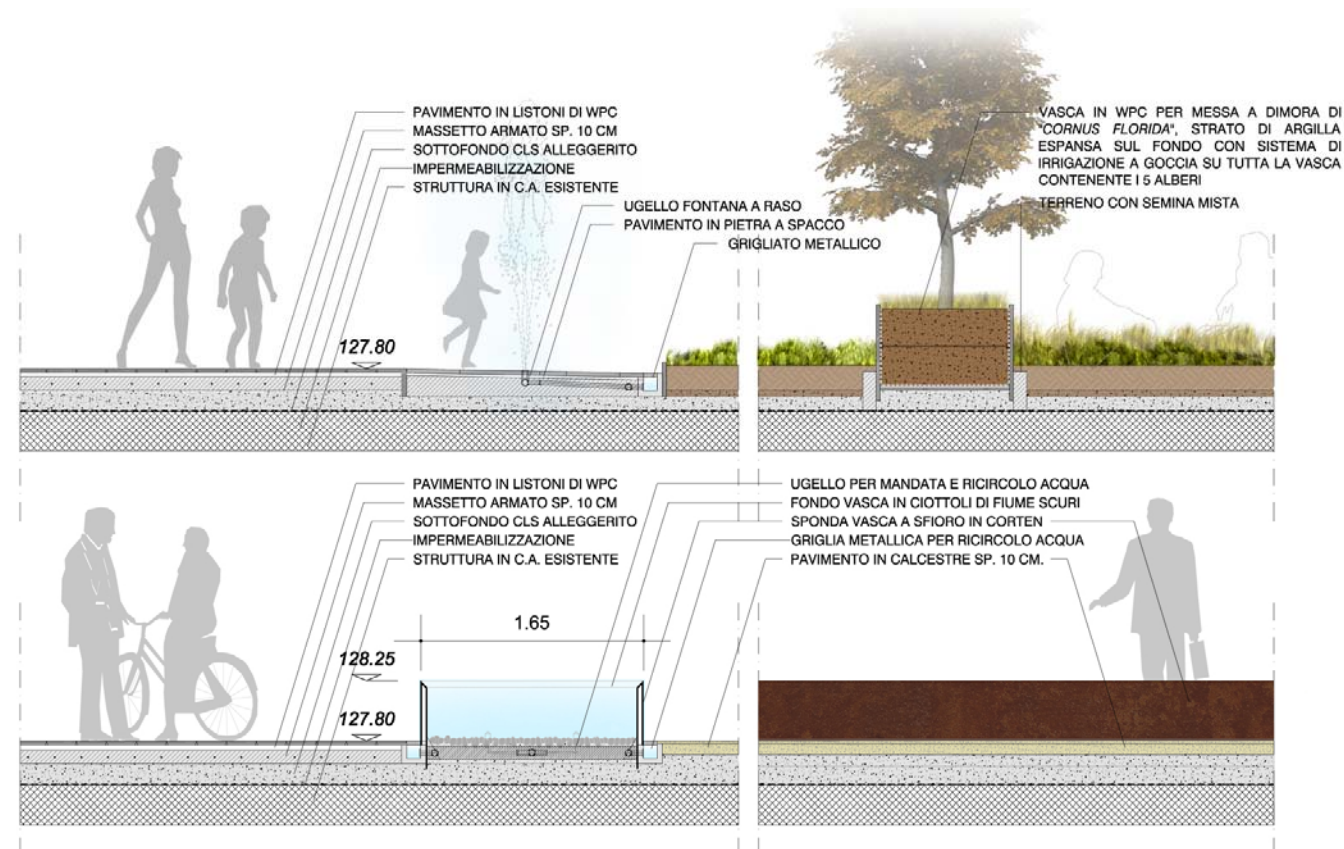 PAVIMENTO IN LISTONI DI WPC
MASSETTO ARMATO SP. 10 CM
SOTTOFONDO CLS ALLEGGERITO
IMPERMEABILIZZAZIONE
STRUTTURA IN C.A. ESISTENTE
UGELLO FONTANA A RASO
PAVIMENTO IN PIETRA A SPACCO
GRIGLIATO METALLICO
VASCA IN WPC PER MESSA A DIMORA DI
"CORNUS FLORIDA", STRATO DI ARGILLA
ESPANSA SUL FONDO CON SISTEMA DI
IRRIGAZIONE A GOCCIA SU TUTTA LA VASCA
CONTENENTE I 5 ALBERI
TERRENO CON SEMINA MISTA
127.80
PAVIMENTO IN LISTONI DI WPC
MASSETTO ARMATO SP. 10 CM
SOTTOFONDO CLS ALLEGGERITO
IMPERMEABILIZZAZIONE
STRUTTURA IN C.A. ESISTENTE
UGELLO PER MANDATA E RICIRCOLO ACQUA
FONDO VASCA IN CIOTTOLI DI FIUME SCURI
SPONDA VASCA A SFIORO IN CORTEN
GRIGLIA METALLICA PER RICIRCOLO ACQUA
PAVIMENTO IN CALCESTRE SP. 10 CM.
1.65
128.25
127.80